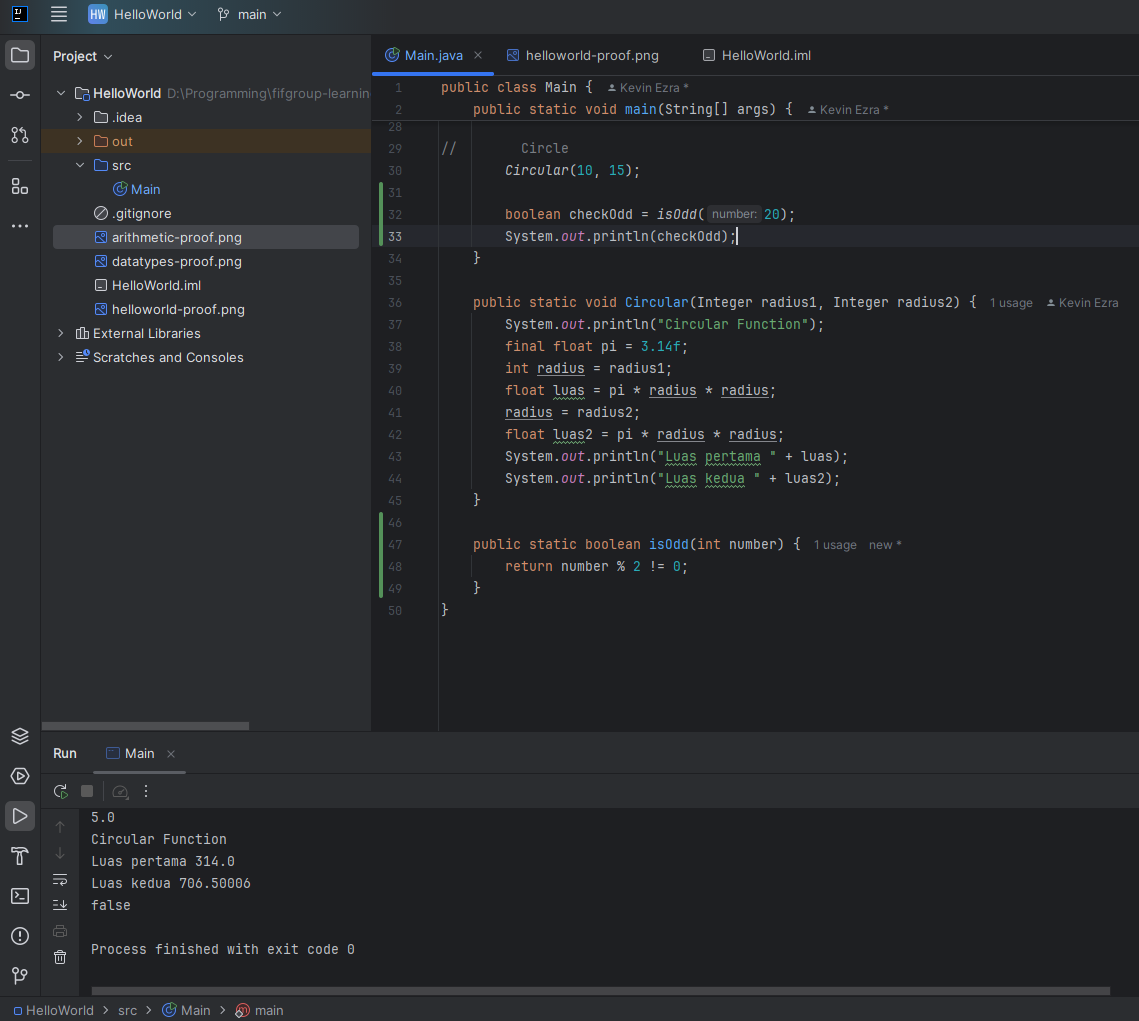 IJ HW HelloWorld main
Project
Main.java
helloworld-proof.png
HelloWorld.iml
HelloWorld D:\Programming\fifgroup-learnin
.idea
out
src
Main
.gitignore
arithmetic-proof.png
datatypes-proof.png
HelloWorld.iml
helloworld-proof.png
External Libraries
Scratches and Consoles
1 public class Main { Kevin Ezra *
2 public static void main(String[] args) { Kevin Ezra *
28
29 // Circle
30 Circular(10, 15);
31
32 boolean checkOdd = isOdd( number: 20);
33 System.out.println(checkOdd);
34 }
35
36 public static void Circular(Integer radius1, Integer radius2) { 1 usage Kevin Ezra
37 System.out.println("Circular Function");
38 final float pi = 3.14f;
39 int radius = radius1;
40 float luas = pi * radius * radius;
41 radius = radius2;
42 float luas2 = pi * radius * radius;
43 System.out.println("Luas pertama " + luas);
44 System.out.println("Luas kedua " + luas2);
45 }
46
47 public static boolean isOdd(int number) { 1 usage new *
48 return number % 2 != 0;
49 }
50 }
Run Main
5.0
Circular Function
Luas pertama 314.0
Luas kedua 706.50006
false
Process finished with exit code 0
HelloWorld > src > Main > m main